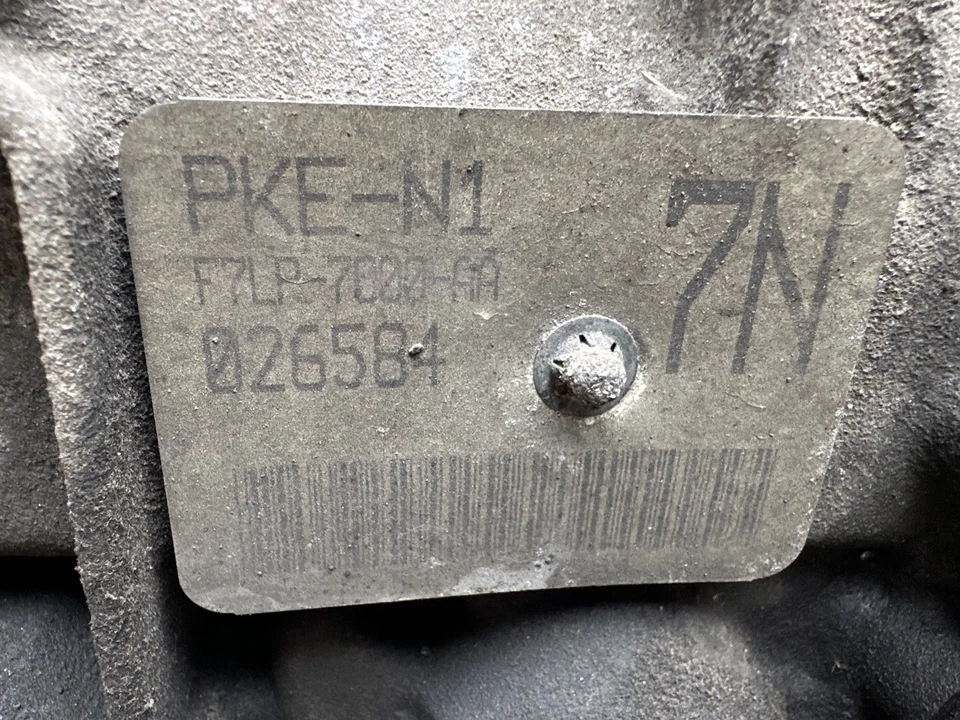 PKE-N1
7N
F7LP-7000-AA
026584